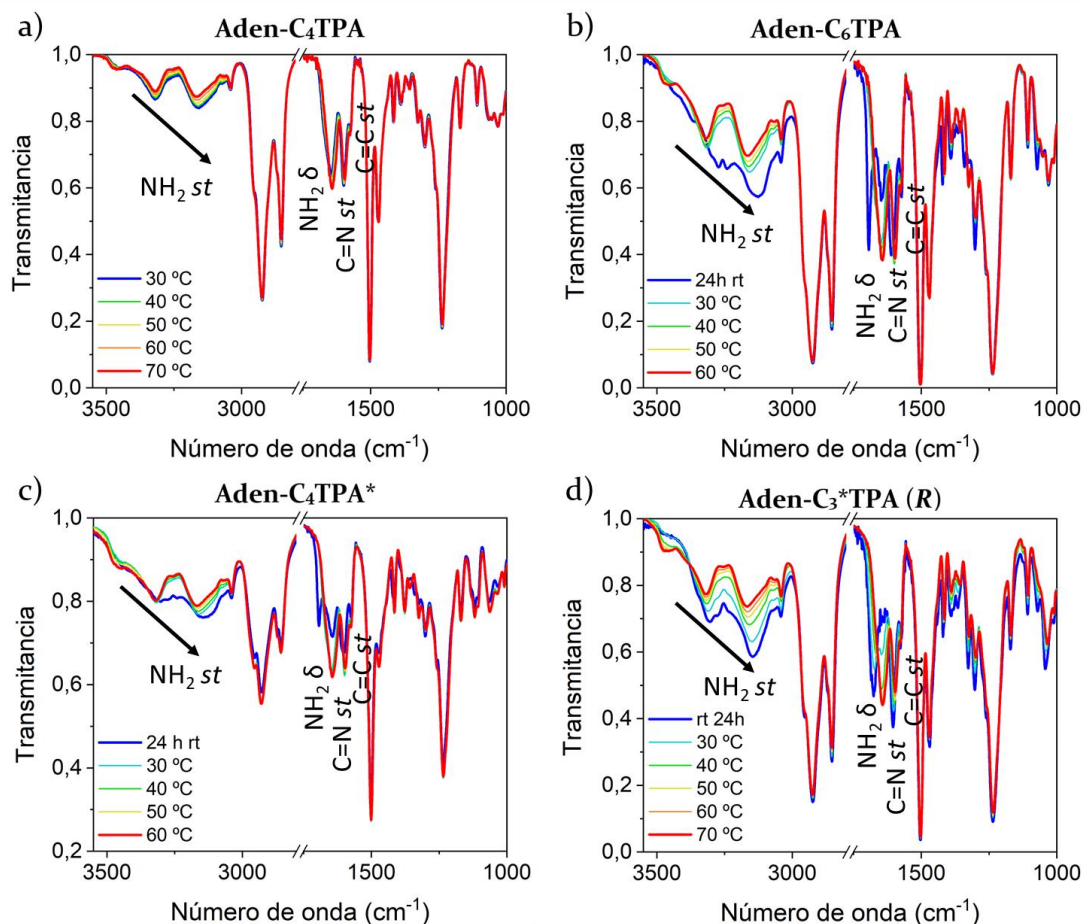 a)
Aden-C₄TPA
1,0
0,8
0,6
0,4
0,2
0,0
Transmitancia
NH₂ st
NH₂ δ
C=N st
C=C st
30 ºC
40 ºC
50 ºC
60 ºC
70 ºC
3500
3000
1500
1000
Número de onda (cm⁻¹)
b)
Aden-C₆TPA
1,0
0,8
0,6
0,4
0,2
0,0
Transmitancia
NH₂ st
NH₂ δ
C=N st
C=C st
24h rt
30 ºC
40 ºC
50 ºC
60 ºC
3500
3000
1500
1000
Número de onda (cm⁻¹)
c)
Aden-C₄TPA*
1,0
0,8
0,6
0,4
0,2
Transmitancia
NH₂ st
NH₂ δ
C=N st
C=C st
24 h rt
30 ºC
40 ºC
50 ºC
60 ºC
3500
3000
1500
1000
Número de onda (cm⁻¹)
d)
Aden-C₃*TPA (R)
1,0
0,8
0,6
0,4
0,2
0,0
Transmitancia
NH₂ st
NH₂ δ
C=N st
C=C st
rt 24h
30 ºC
40 ºC
50 ºC
60 ºC
70 ºC
3500
3000
1500
1000
Número de onda (cm⁻¹)